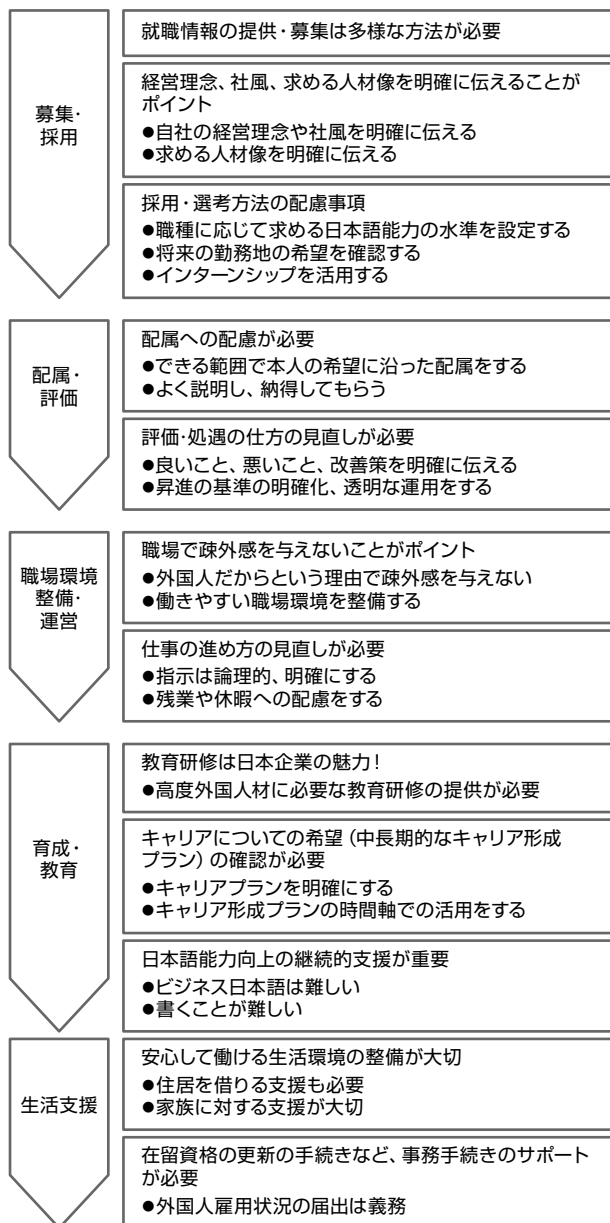 募集・
採用
就職情報の提供・募集は多様な方法が必要
経営理念、社風、求める人材像を明確に伝えることが
ポイント
●自社の経営理念や社風を明確に伝える
●求める人材像を明確に伝える
採用・選考方法の配慮事項
●職種に応じて求める日本語能力の水準を設定する
●将来の勤務地の希望を確認する
●インターンシップを活用する
配属・
評価
配属への配慮が必要
●できる範囲で本人の希望に沿った配属をする
●よく説明し、納得してもらう
評価・処遇の仕方の見直しが必要
●良いこと、悪いこと、改善策を明確に伝える
●昇進の基準の明確化、透明な運用をする
職場環境
整備・
運営
職場で疎外感を与えないことがポイント
●外国人だからという理由で疎外感を与えない
●働きやすい職場環境を整備する
仕事の進め方の見直しが必要
●指示は論理的、明確にする
●残業や休暇への配慮をする
育成・
教育
教育研修は日本企業の魅力！
●高度外国人材に必要な教育研修の提供が必要
キャリアについての希望（中長期的なキャリア形成
プラン）の確認が必要
●キャリアプランを明確にする
●キャリア形成プランの時間軸での活用をする
日本語能力向上の継続的支援が重要
●ビジネス日本語は難しい
●書くことが難しい
生活支援
安心して働ける生活環境の整備が大切
●住居を借りる支援も必要
●家族に対する支援が大切
在留資格の更新の手続きなど、事務手続きのサポート
が必要
●外国人雇用状況の届出は義務